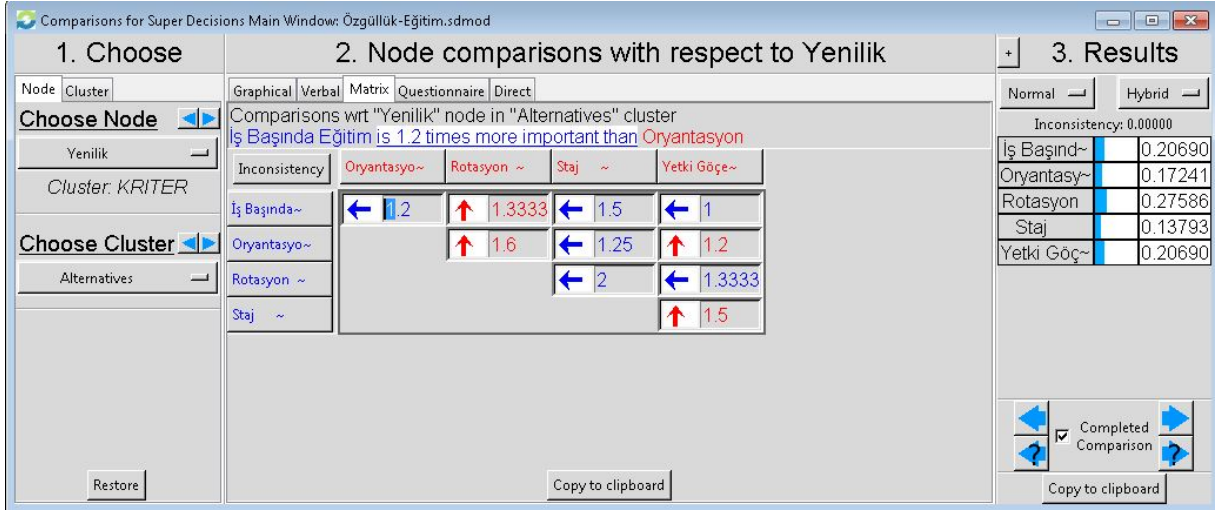 Comparisons for Super Decisions Main Window: Özgüllük-Eğitim.sdmod
1. Choose
2. Node comparisons with respect to Yenilik
+ 3. Results
Node Cluster
Graphical Verbal Matrix Questionnaire Direct
Normal Hybrid
Choose Node
Comparisons wrt "Yenilik" node in "Alternatives" cluster
İş Başında Eğitim is 1.2 times more important than Oryantasyon
Inconsistency: 0.00000
Yenilik
Cluster: KRITER
Choose Cluster
Alternatives
Restore
Inconsistency Oryantasyo~ Rotasyon ~ Staj ~ Yetki Göçe~
İş Başında~ 1.2 1.3333 1.5 1
Oryantasyo~ 1.6 1.25 1.2
Rotasyon ~ 2 1.3333
Staj ~ 1.5
Copy to clipboard
İş Başınd~ 0.20690
Oryantasy~ 0.17241
Rotasyon 0.27586
Staj 0.13793
Yetki Göç~ 0.20690
Completed
Comparison
? ?
Copy to clipboard